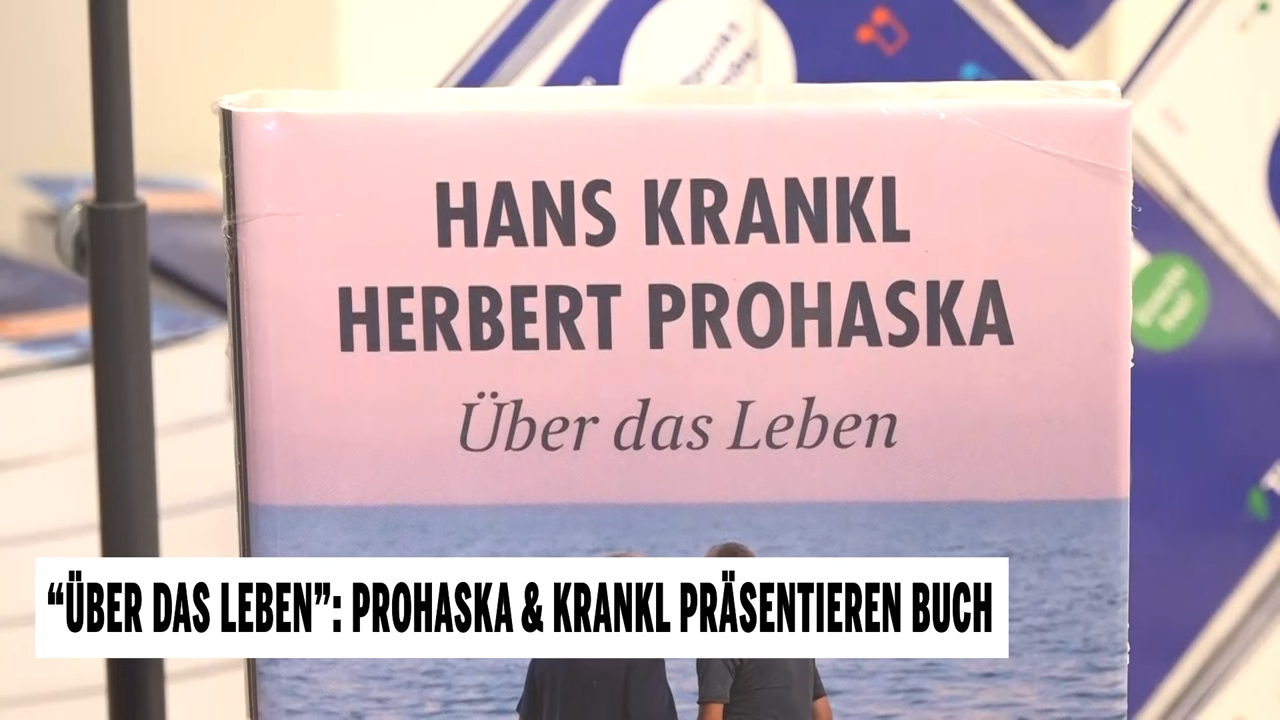 HANS KRANKL
HERBERT PROHASKA
Über das Leben
“ÜBER DAS LEBEN”: PROHASKA & KRANKL PRÄSENTIEREN BUCH